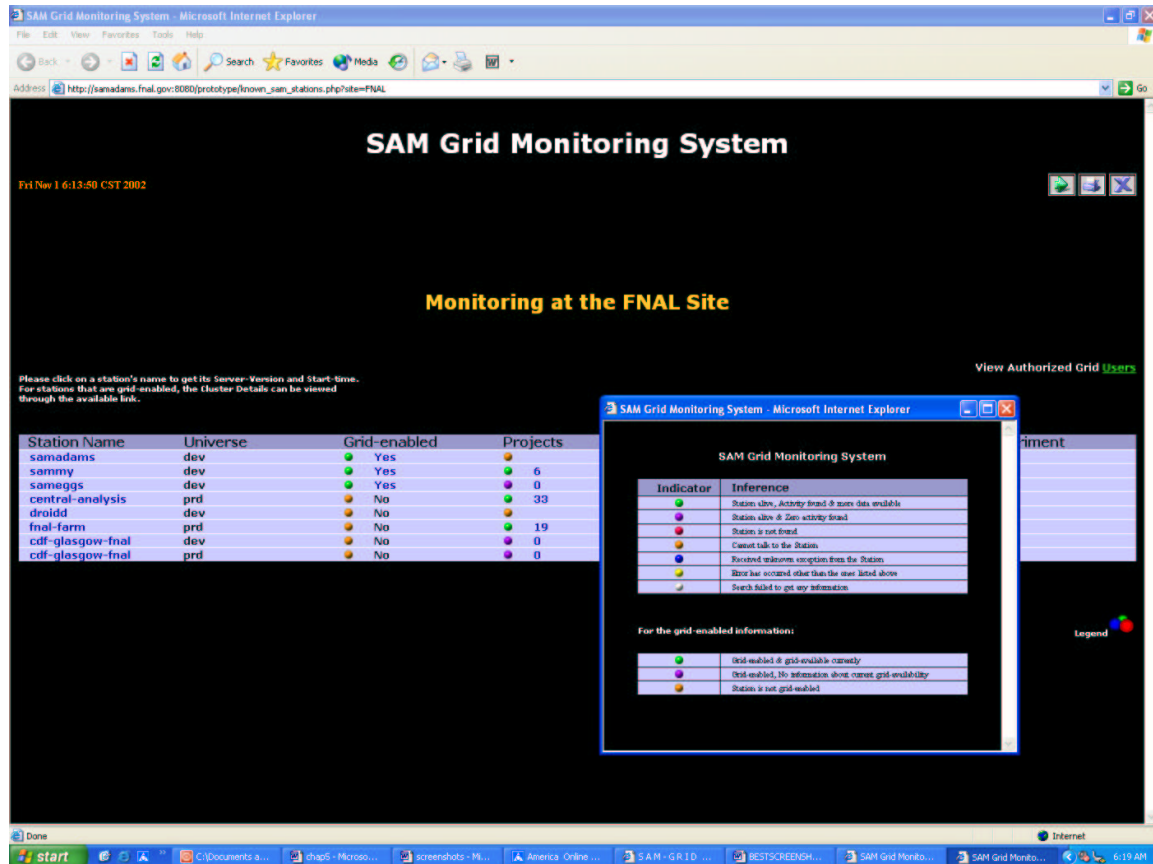 SAM Grid Monitoring System - Microsoft Internet Explorer
File Edit View Favorites Tools Help
Back Search Favorites Media
Address http://samadams.fnal.gov:8080/prototype/known_sam_stations.php?site=FNAL Go
SAM Grid Monitoring System
Fri Nov 1 6:13:50 CST 2002
Monitoring at the FNAL Site
View Authorized Grid Users
Please click on a station's name to get its Server-Version and Start-time.
For stations that are grid-enabled, the Cluster Details can be viewed
through the available link.
Station Name Universe Grid-enabled Projects iment
samadams dev Yes
sammy dev Yes 6
sameggs dev Yes 0
central-analysis prd No 33
droidd dev No
fnal-farm prd No 19
cdf-glasgow-fnal dev No 0
cdf-glasgow-fnal prd No 0
SAM Grid Monitoring System - Microsoft Internet Explorer
SAM Grid Monitoring System
Indicator Inference
Station alive, Activity found & more data available
Station alive & Zero activity found
Station is not found
Cannot talk to the Station
Received unknown exception from the Station
Error has occurred other than the ones listed above
Search failed to get any information
For the grid-enabled information:
Grid-enabled & grid-available currently
Grid-enabled, No information about current grid-availability
Station is not grid-enabled
Legend
Done Internet
start C:\Documents a... chap5 - Microso... screenshots - Mi... America Online ... S A M - G R I D ... BESTSCREENSH... SAM Grid Monito... SAM Grid Monito... 6:19 AM